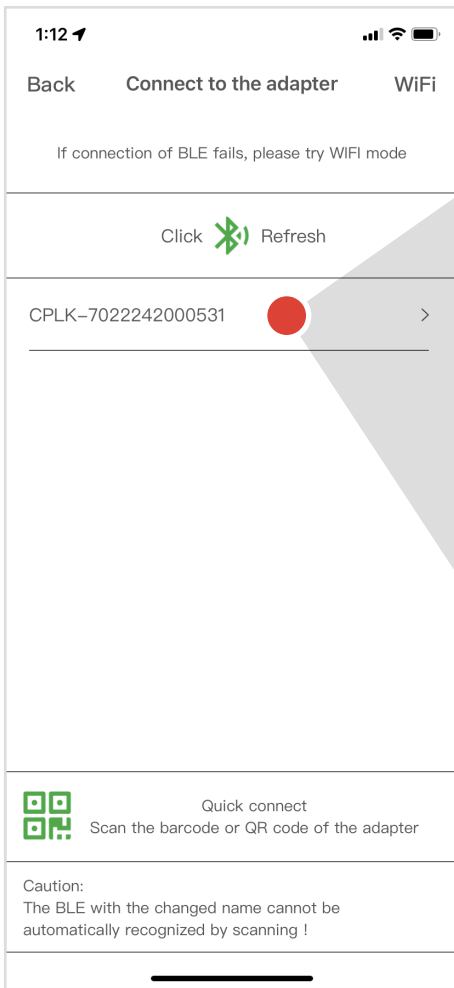 1:12
Back Connect to the adapter WiFi
If connection of BLE fails, please try WIFI mode
Click Refresh
CPLK-7022242000531
Quick connect
Scan the barcode or QR code of the adapter
Caution:
The BLE with the changed name cannot be
automatically recognized by scanning !